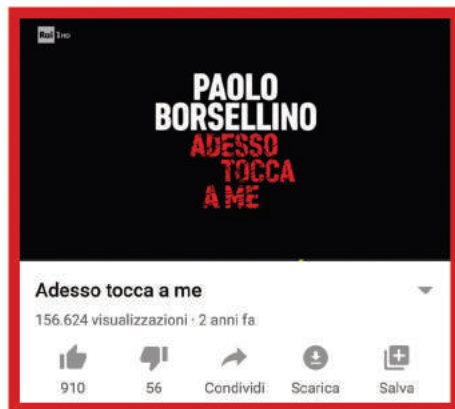 Rai 1HD
PAOLO
BORSELLINO
ADESSO
TOCCA
A ME
Adesso tocca a me
156.624 visualizzazioni · 2 anni fa
910 56 Condividi Scarica Salva